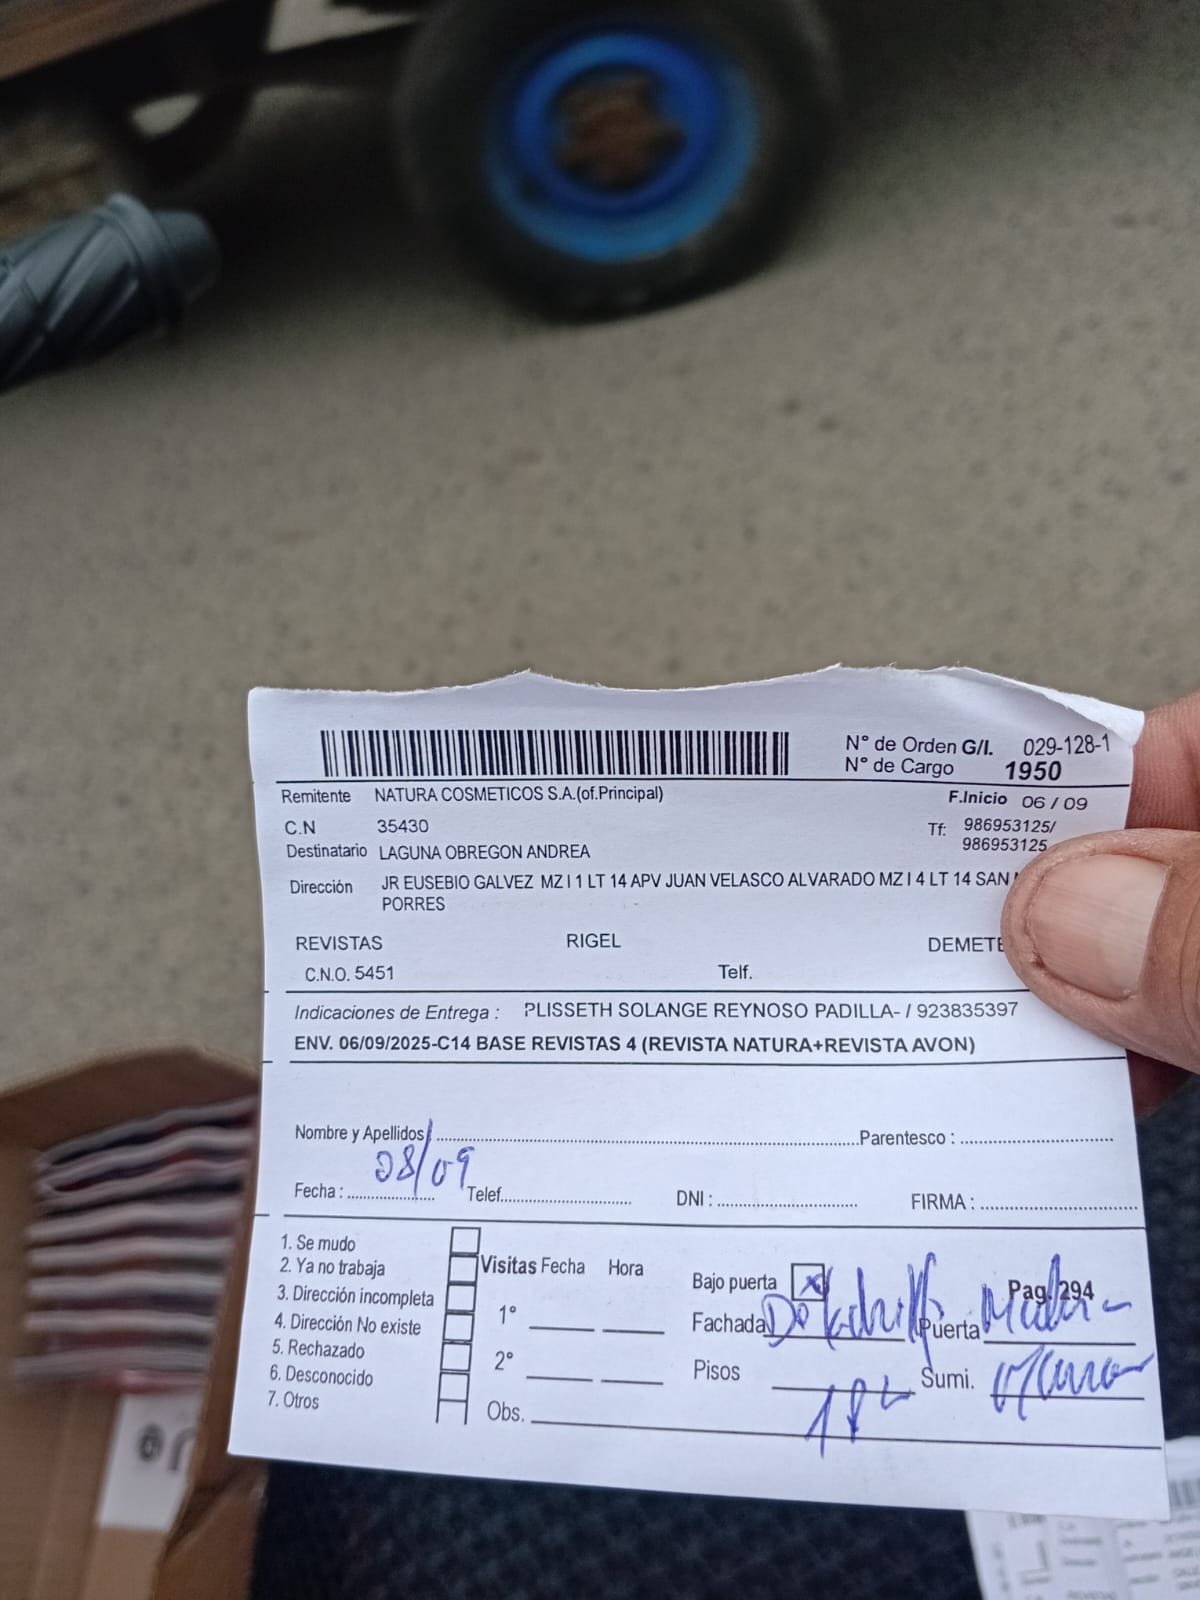 N° de Orden G/I. 029-128-1
N° de Cargo 1950
Remitente NATURA COSMETICOS S.A.(of.Principal)
F.Inicio 06 / 09
C.N 35430
Tf: 986953125/
986953125
Destinatario LAGUNA OBREGON ANDREA
Dirección JR EUSEBIO GALVEZ MZ I 1 LT 14 APV JUAN VELASCO ALVARADO MZ I 4 LT 14 SAN
PORRES
REVISTAS RIGEL DEMETE
C.N.O. 5451 Telf.
Indicaciones de Entrega : PLISSETH SOLANGE REYNOSO PADILLA- / 923835397
ENV. 06/09/2025-C14 BASE REVISTAS 4 (REVISTA NATURA+REVISTA AVON)
Nombre y Apellidos Parentesco :
Fecha : 08/09 Telef. DNI : FIRMA :
1. Se mudo
2. Ya no trabaja
3. Dirección incompleta
4. Dirección No existe
5. Rechazado
6. Desconocido
7. Otros
Visitas Fecha Hora
1°
2°
Obs.
Bajo puerta x
Pag. 294
Fachada Puerta
Pisos Sumi.